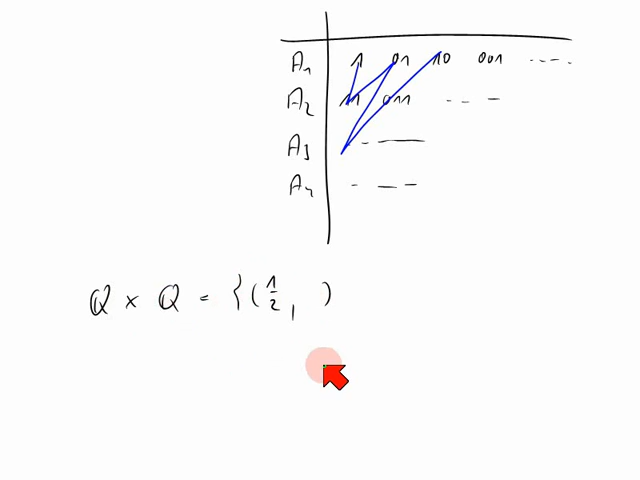 A₁ 1 01 10 001 ----.
A₂ 11 011 - - -
A₃ - —
A₄ - — -
Q × Q = {(1/2, )